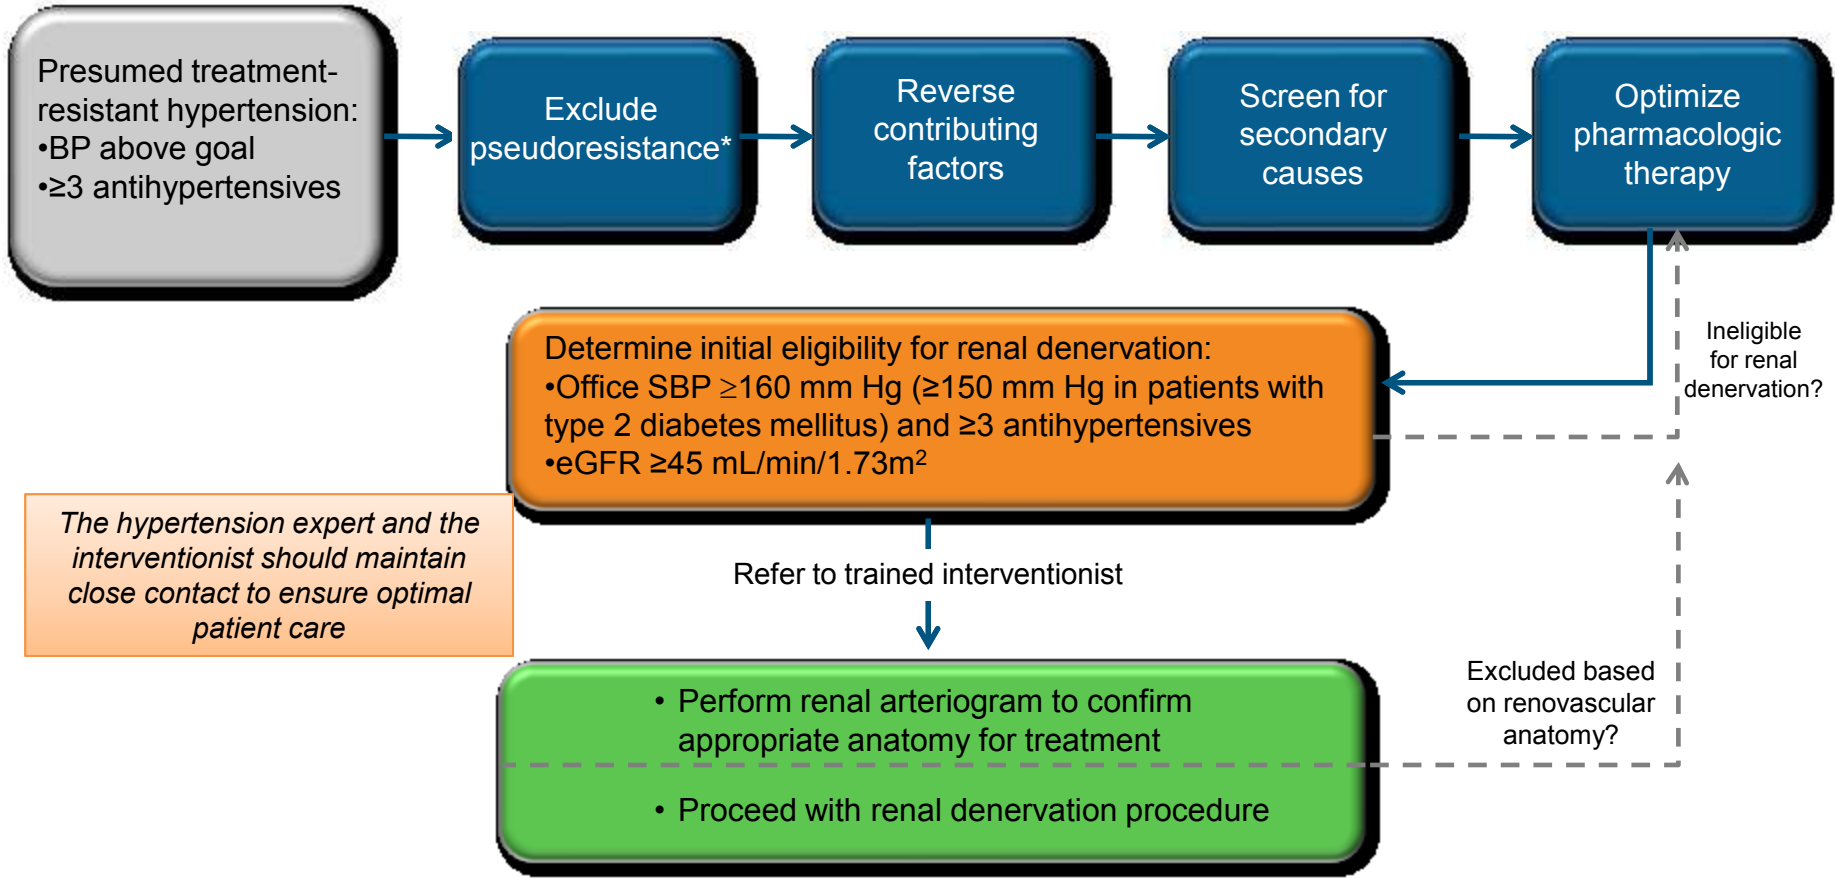 Presumed treatment-
resistant hypertension:
•BP above goal
•≥3 antihypertensives
Exclude
pseudoresistance*
Reverse
contributing
factors
Screen for
secondary
causes
Optimize
pharmacologic
therapy
Determine initial eligibility for renal denervation:
•Office SBP ≥160 mm Hg (≥150 mm Hg in patients with
type 2 diabetes mellitus) and ≥3 antihypertensives
•eGFR ≥45 mL/min/1.73m²
Ineligible
for renal
denervation?
The hypertension expert and the
interventionist should maintain
close contact to ensure optimal
patient care
Refer to trained interventionist
• Perform renal arteriogram to confirm
appropriate anatomy for treatment
• Proceed with renal denervation procedure
Excluded based
on renovascular
anatomy?